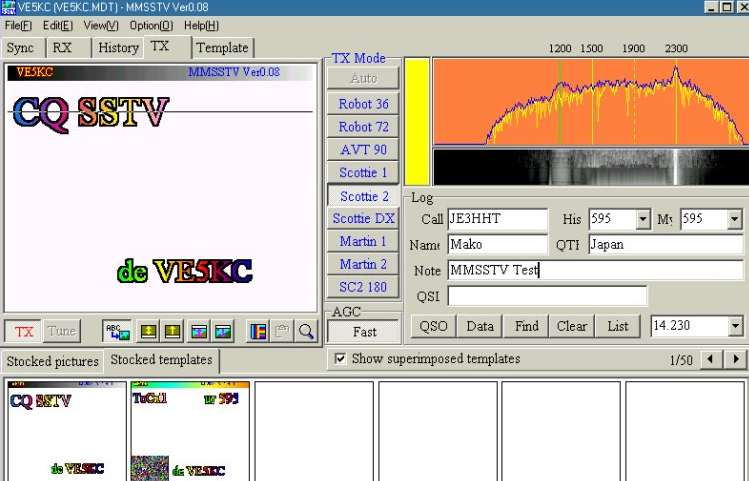 VE5KC (VE5KC.MDT) - MMSSTV Ver0.08
File(F) Edit(E) View(V) Option(O) Help(H)
Sync RX History TX Template
VE5KC MMSSTV Ver0.08
CQ SSTV
de VE5KC
TX Tune
ABC
TX Mode
Auto
Robot 36
Robot 72
AVT 90
Scottie 1
Scottie 2
Scottie DX
Martin 1
Martin 2
SC2 180
AGC
Fast
1200 1500 1900 2300
Log
Call JE3HHT His 595 My 595
Name Mako QTH Japan
Note MMSSTV Test
QSL
QSO Data Find Clear List 14.230
Stocked pictures Stocked templates
Show superimposed templates 1/50
CQ SSTV
de VE5KC
ToCall ur 595
de VE5KC